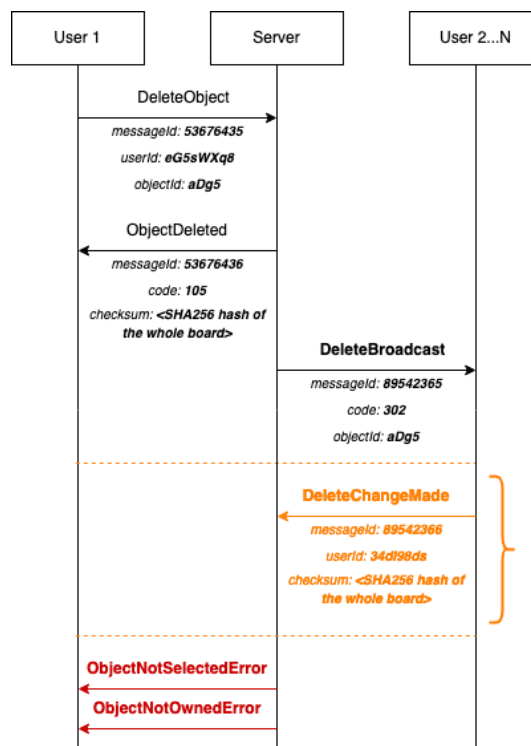 User 1
Server
User 2...N
DeleteObject
messageId: 53676435
userId: eG5sWXq8
objectId: aDg5
ObjectDeleted
messageId: 53676436
code: 105
checksum: <SHA256 hash of
the whole board>
DeleteBroadcast
messageId: 89542365
code: 302
objectId: aDg5
DeleteChangeMade
messageId: 89542366
userId: 34dl98ds
checksum: <SHA256 hash of
the whole board>
ObjectNotSelectedError
ObjectNotOwnedError